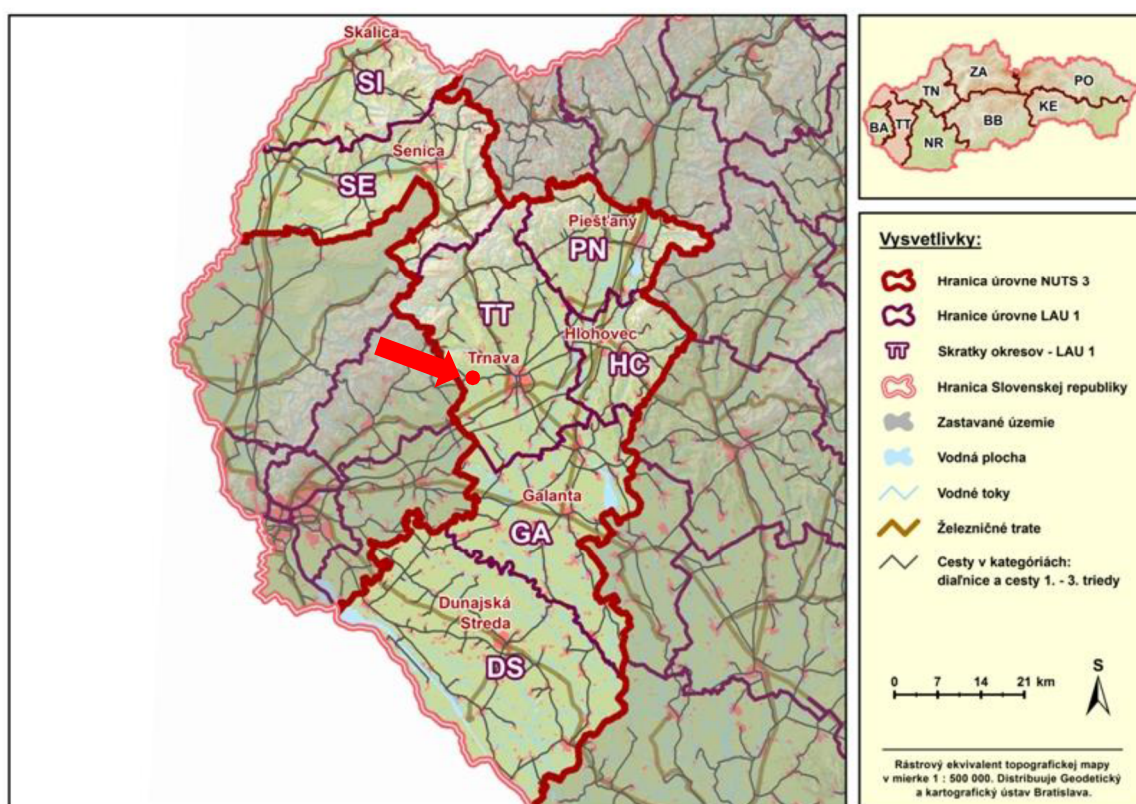 Skalica
SI
Senica
SE
Piešťany
PN
TT
Hlohovec
Trnava
HC
Galanta
GA
Dunajská
Streda
DS
ZA
PO
TN
KE
BA
TT
BB
NR
Vysvetlivky:
Hranica úrovne NUTS 3
Hranice úrovne LAU 1
TT
Skratky okresov - LAU 1
Hranica Slovenskej republiky
Zastavané územie
Vodná plocha
Vodné toky
Železničné trate
Cesty v kategóriách:
diaľnice a cesty 1. - 3. triedy
S
0 7 14 21 km
Rástrový ekvivalent topografickej mapy
v mierke 1 : 500 000. Distribuuje Geodetický
a kartografický ústav Bratislava.